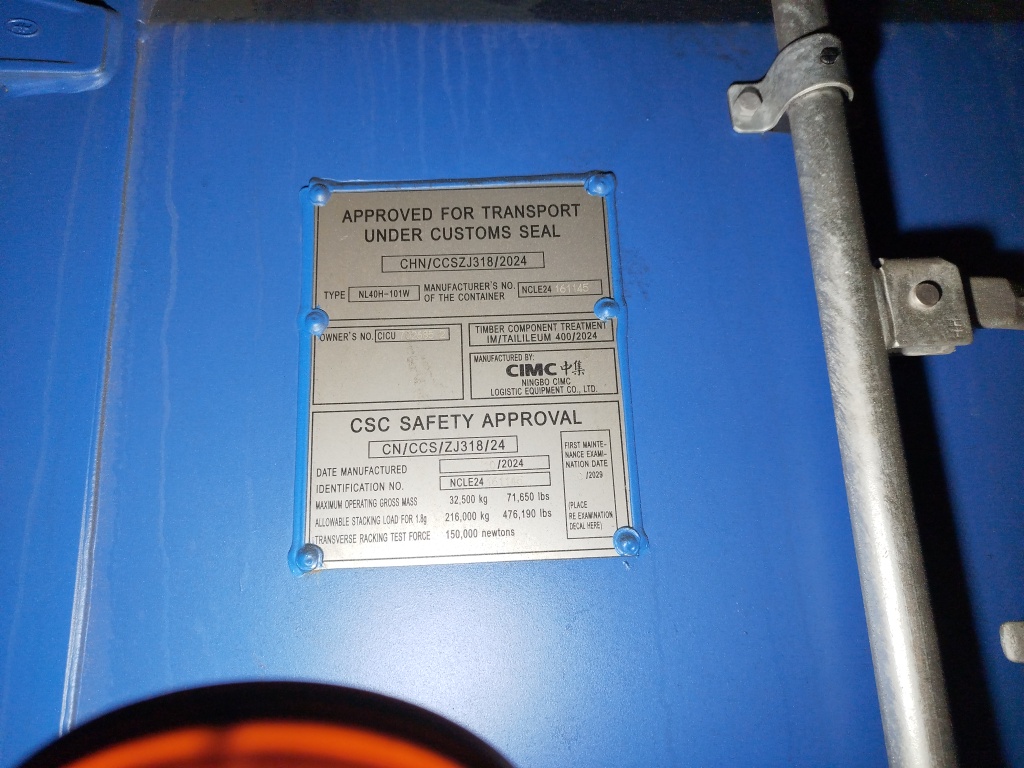 APPROVED FOR TRANSPORT
UNDER CUSTOMS SEAL
CHN/CCSZJ318/2024
TYPE NL40H-101W MANUFACTURER'S NO. OF THE CONTAINER NCLE24 161145
OWNER'S NO. CICU
TIMBER COMPONENT TREATMENT
IM/TAILILEUM 400/2024
MANUFACTURED BY:
CIMC 中集
NINGBO CIMC
LOGISTIC EQUIPMENT CO., LTD.
CSC SAFETY APPROVAL
CN/CCS/ZJ318/24
DATE MANUFACTURED /2024
IDENTIFICATION NO. NCLE24
MAXIMUM OPERATING GROSS MASS 32,500 kg 71,650 lbs
ALLOWABLE STACKING LOAD FOR 1.8g 216,000 kg 476,190 lbs
TRANSVERSE RACKING TEST FORCE 150,000 newtons
FIRST MAINTE-
NANCE EXAMI-
NATION DATE
/2029
(PLACE
RE EXAMINATION
DECAL HERE)